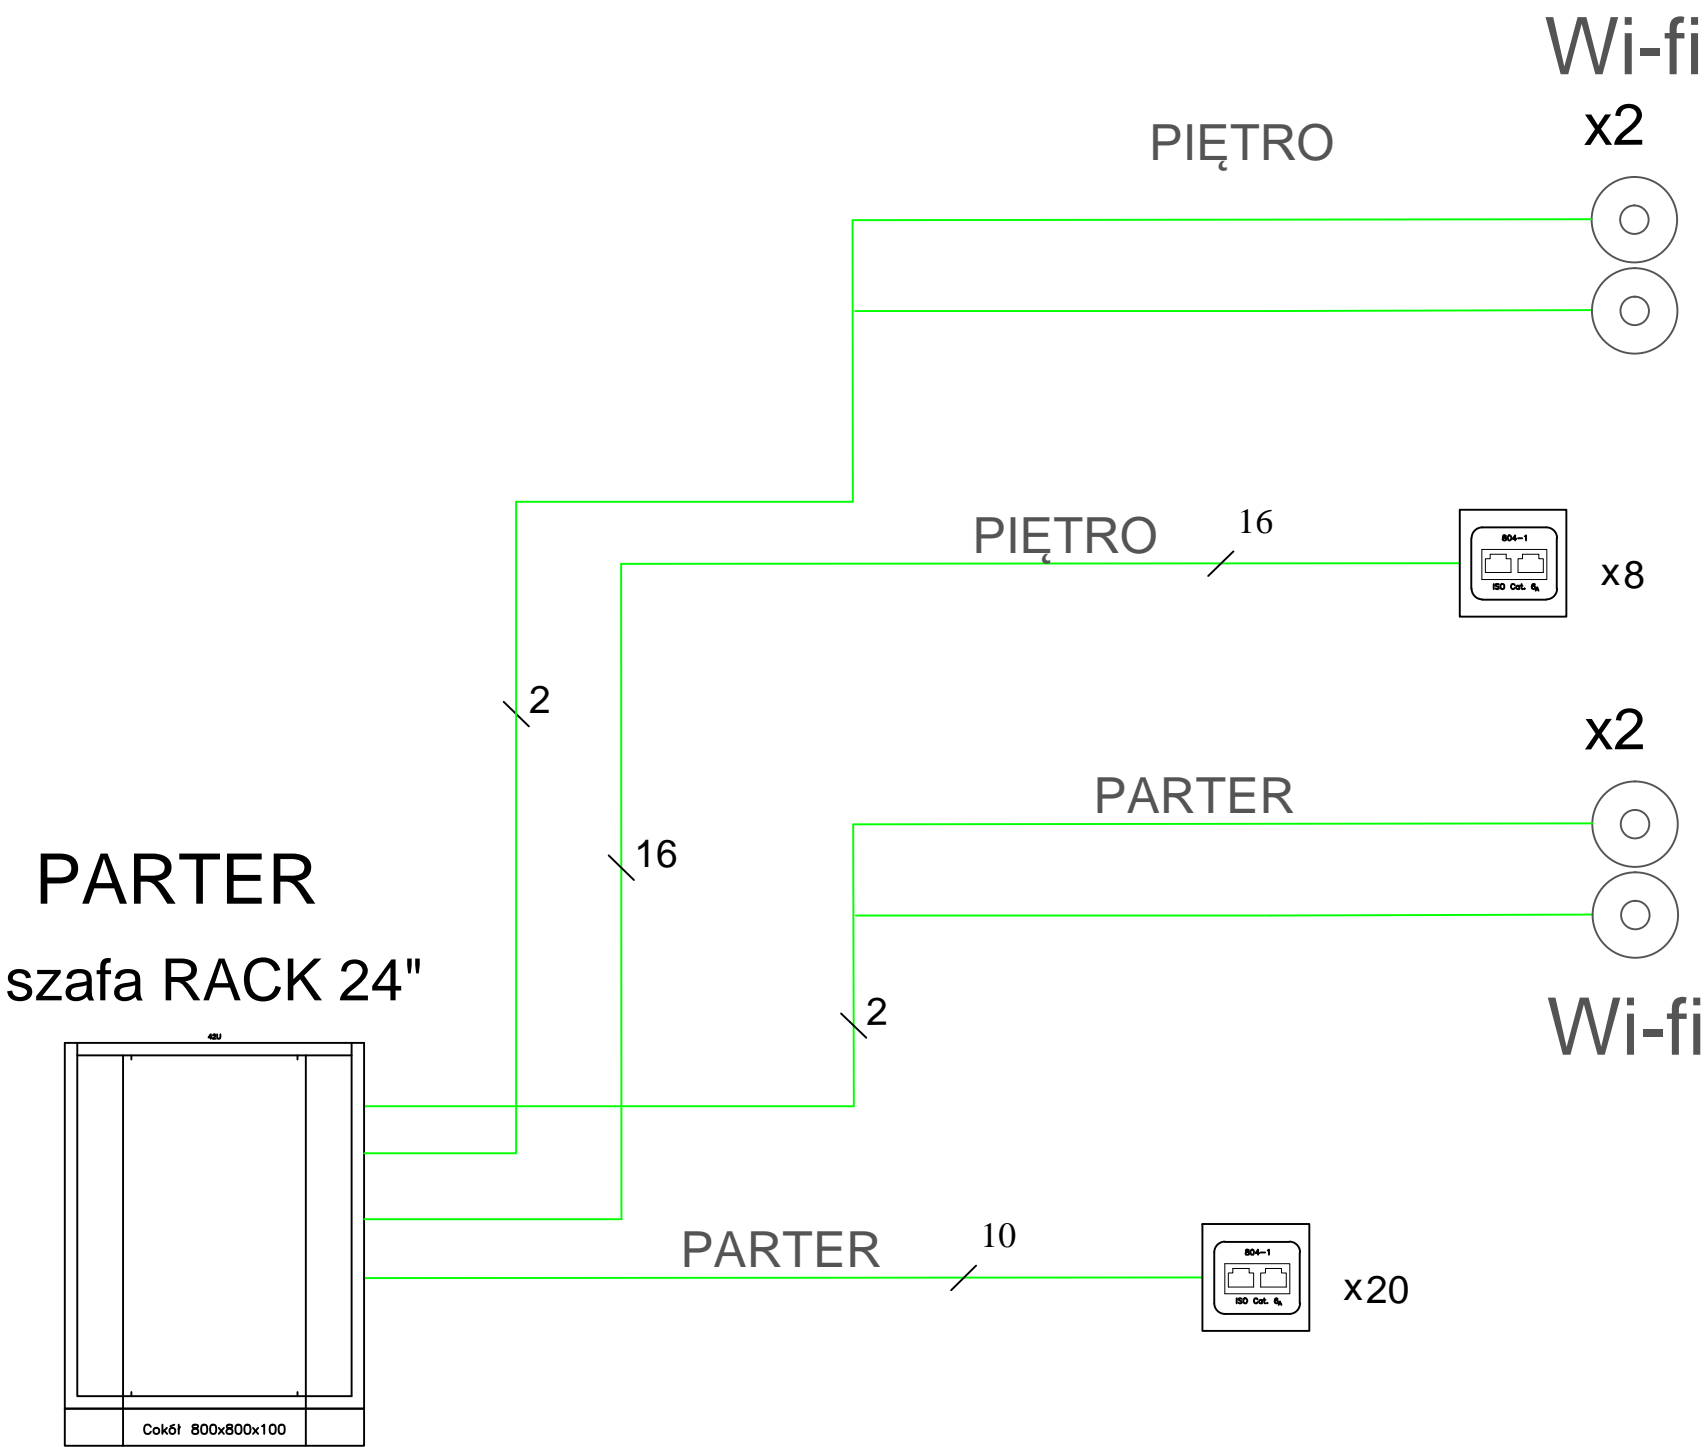 Wi-fi
x2
PIĘTRO
PIĘTRO
16
804-1
ISO Cat. 6A
x8
2
x2
PARTER
16
PARTER
szafa RACK 24"
2
Wi-fi
42U
PARTER
10
804-1
ISO Cat. 6A
x20
Cokół 800x800x100